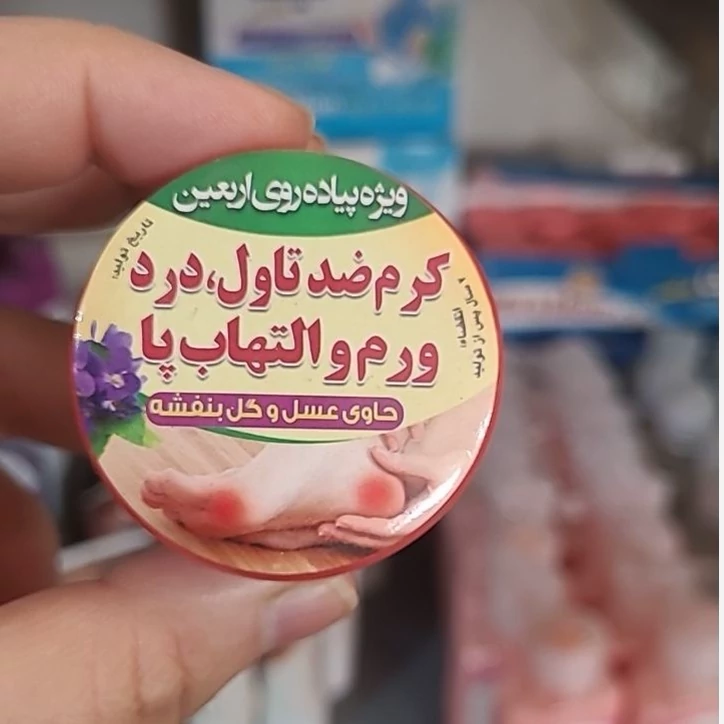 ویژه پیاده روی اربعین
کرم ضد تاول، درد
ورم و التهاب پا
حاوی عسل و گل بنفشه
تاریخ تولید:
انقضاء:
سال پس از تولید